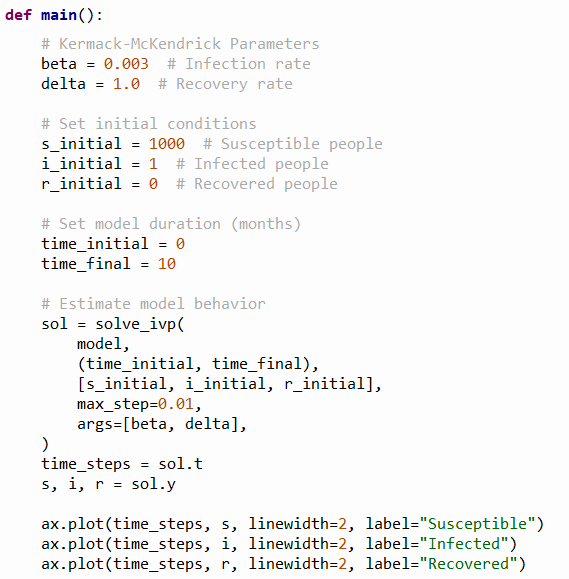 def main():
    # Kermack-McKendrick Parameters
    beta = 0.003  # Infection rate
    delta = 1.0  # Recovery rate
    # Set initial conditions
    s_initial = 1000  # Susceptible people
    i_initial = 1  # Infected people
    r_initial = 0  # Recovered people
    # Set model duration (months)
    time_initial = 0
    time_final = 10
    # Estimate model behavior
    sol = solve_ivp(
        model,
        (time_initial, time_final),
        [s_initial, i_initial, r_initial],
        max_step=0.01,
        args=[beta, delta],
    )
    time_steps = sol.t
    s, i, r = sol.y
    ax.plot(time_steps, s, linewidth=2, label="Susceptible")
    ax.plot(time_steps, i, linewidth=2, label="Infected")
    ax.plot(time_steps, r, linewidth=2, label="Recovered")